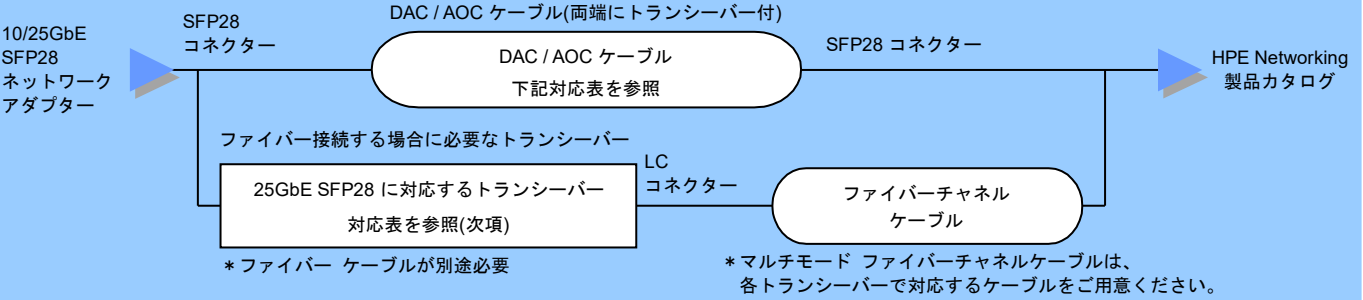 10/25GbE
SFP28
ネットワーク
アダプター
SFP28
コネクター
DAC / AOC ケーブル(両端にトランシーバー付)
DAC / AOC ケーブル
下記対応表を参照
SFP28 コネクター
HPE Networking
製品カタログ
ファイバー接続する場合に必要なトランシーバー
25GbE SFP28 に対応するトランシーバー
対応表を参照(次項)
LC
コネクター
ファイバーチャネル
ケーブル
*ファイバー ケーブルが別途必要
*マルチモード ファイバーチャネルケーブルは、
各トランシーバーで対応するケーブルをご用意ください。